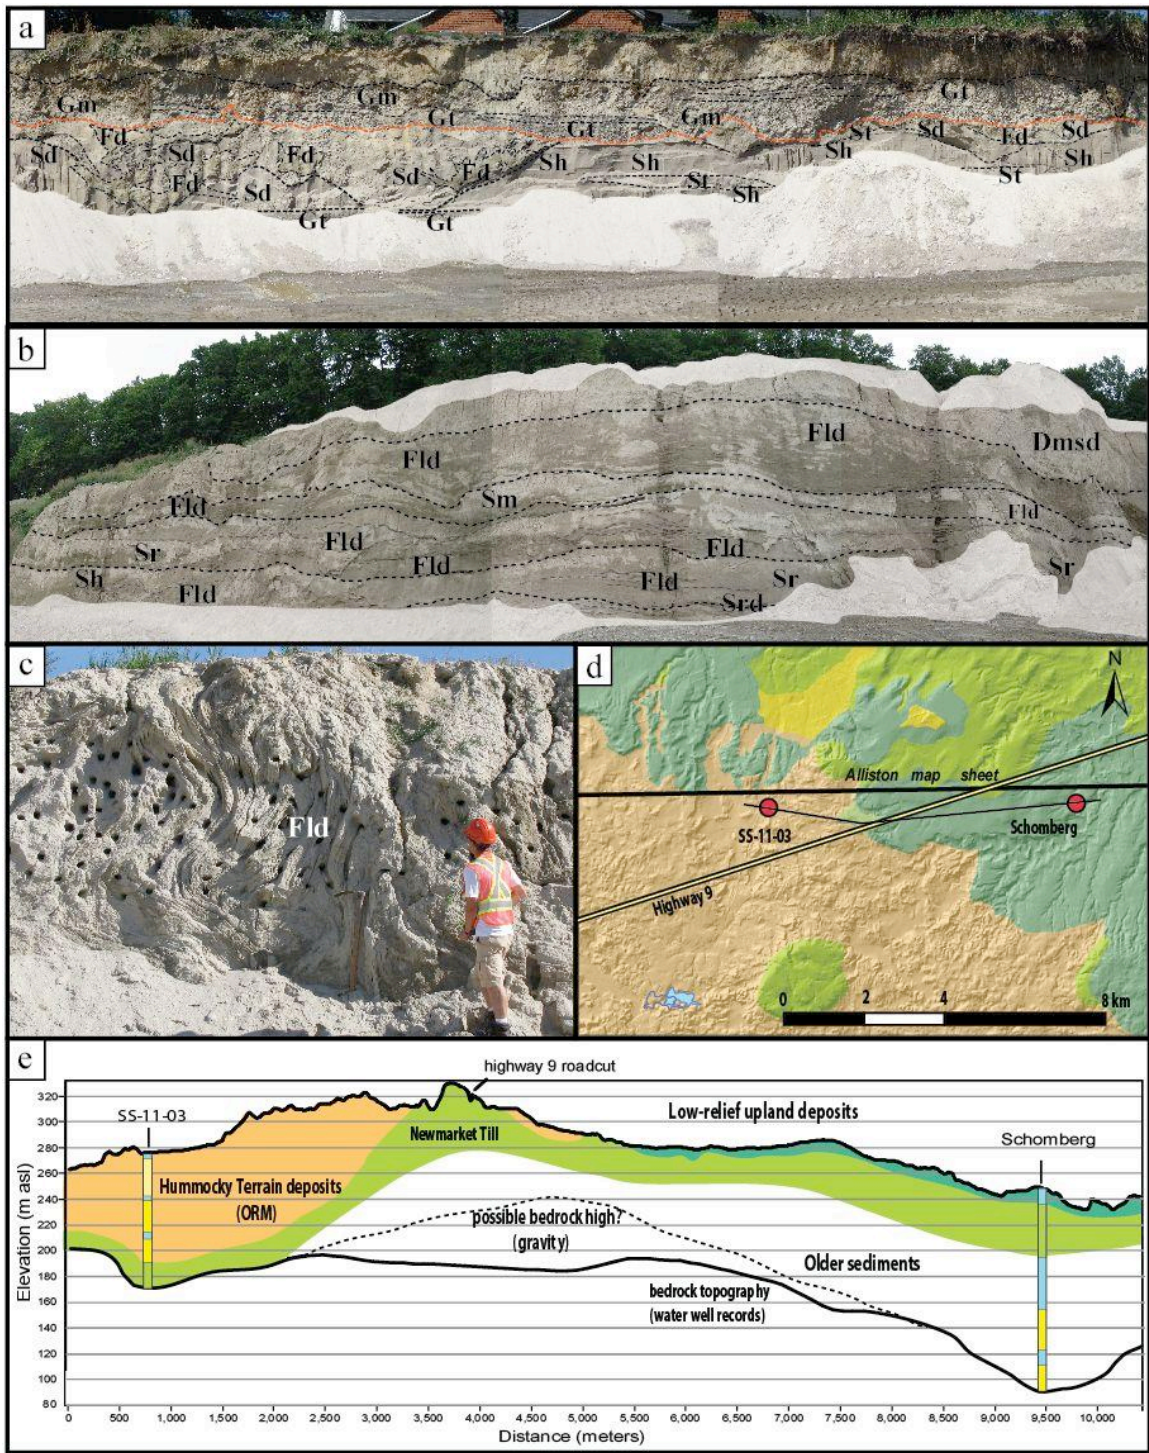 a
Gm
Gm
Gt
Gt
Gt
Gm
Fd
Sd
Sd
Fd
Fd
Sd
Sd
Fd
Gt
Gt
Sh
Sh
St
Sh
St
Sh
Sd
Fd
Sd
Sh
St
b
Fld
Fld
Dmsd
Sm
Fld
Fld
Sr
Fld
Fld
Fld
Sh
Fld
Fld
Sr
Srd
Sr
c
Fld
d
N
Alliston map sheet
SS-11-03
Schomberg
Highway 9
0 2 4 8 km
e
highway 9 roadcut
SS-11-03
Low-relief upland deposits
Newmarket Till
Schomberg
Hummocky Terrain deposits
(ORM)
possible bedrock high?
(gravity)
Older sediments
bedrock topography
(water well records)
Elevation (m asl)
320
300
280
260
240
220
200
180
160
140
120
100
80
0 500 1,000 1,500 2,000 2,500 3,000 3,500 4,000 4,500 5,000 5,500 6,000 6,500 7,000 7,500 8,000 8,500 9,000 9,500 10,000
Distance (meters)